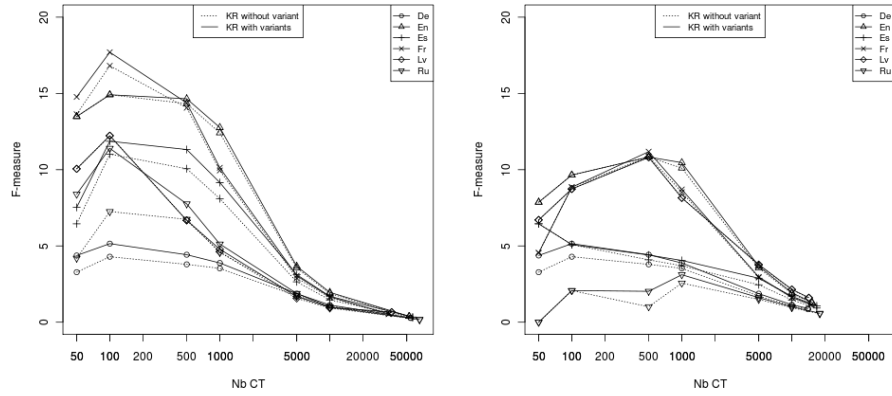 20
15
10
5
0
F-measure
KR without variant
KR with variants
De
En
Es
Fr
Lv
Ru
50 100 200 500 1000 5000 20000 50000
Nb CT
20
15
10
5
0
F-measure
KR without variant
KR with variants
De
En
Es
Fr
Lv
Ru
50 100 200 500 1000 5000 20000 50000
Nb CT